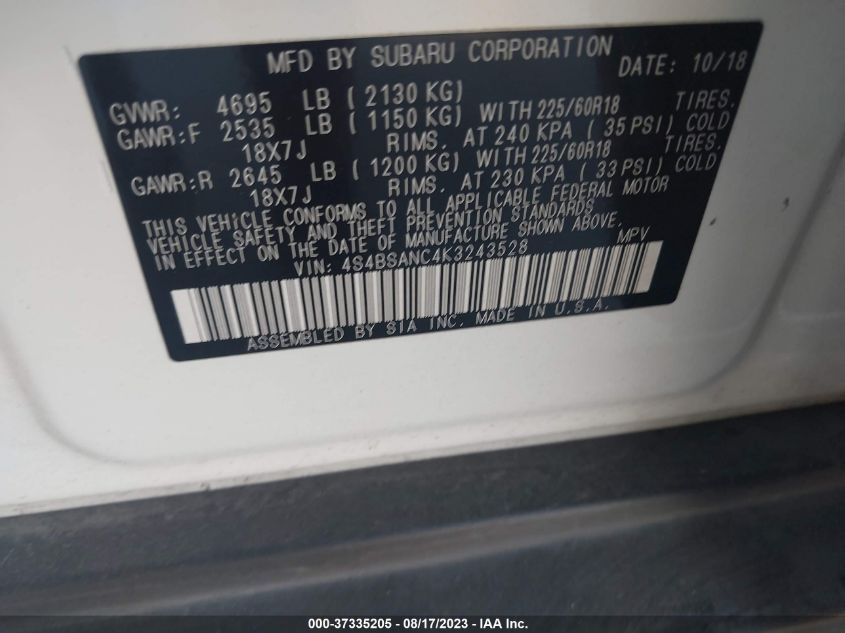 MFD BY SUBARU CORPORATION DATE: 10/18
GVWR: 4695 LB ( 2130 KG)
GAWR:F 2535 LB ( 1150 KG) WITH 225/60R18 TIRES.
18X7J RIMS. AT 240 KPA ( 35 PSI) COLD
GAWR:R 2645 LB ( 1200 KG) WITH 225/60R18 TIRES.
18X7J RIMS. AT 230 KPA ( 33 PSI) COLD
THIS VEHICLE CONFORMS TO ALL APPLICABLE FEDERAL MOTOR
VEHICLE SAFETY AND THEFT PREVENTION STANDARDS
IN EFFECT ON THE DATE OF MANUFACTURE SHOWN ABOVE.
VIN: 4S4BSANC4K3243528 MPV
ASSEMBLED BY SIA INC. MADE IN U.S.A.
000-37335205 - 08/17/2023 - IAA Inc.